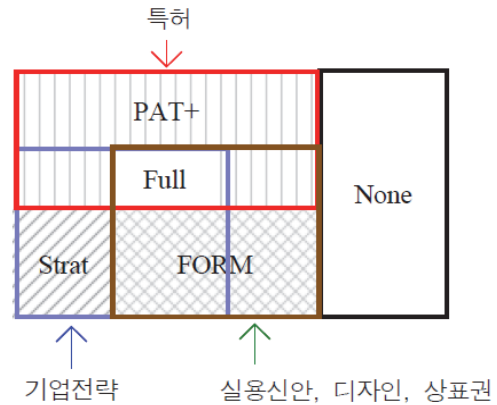 특허
PAT+
Full
None
Strat
FORM
기업전략
실용신안, 디자인, 상표권